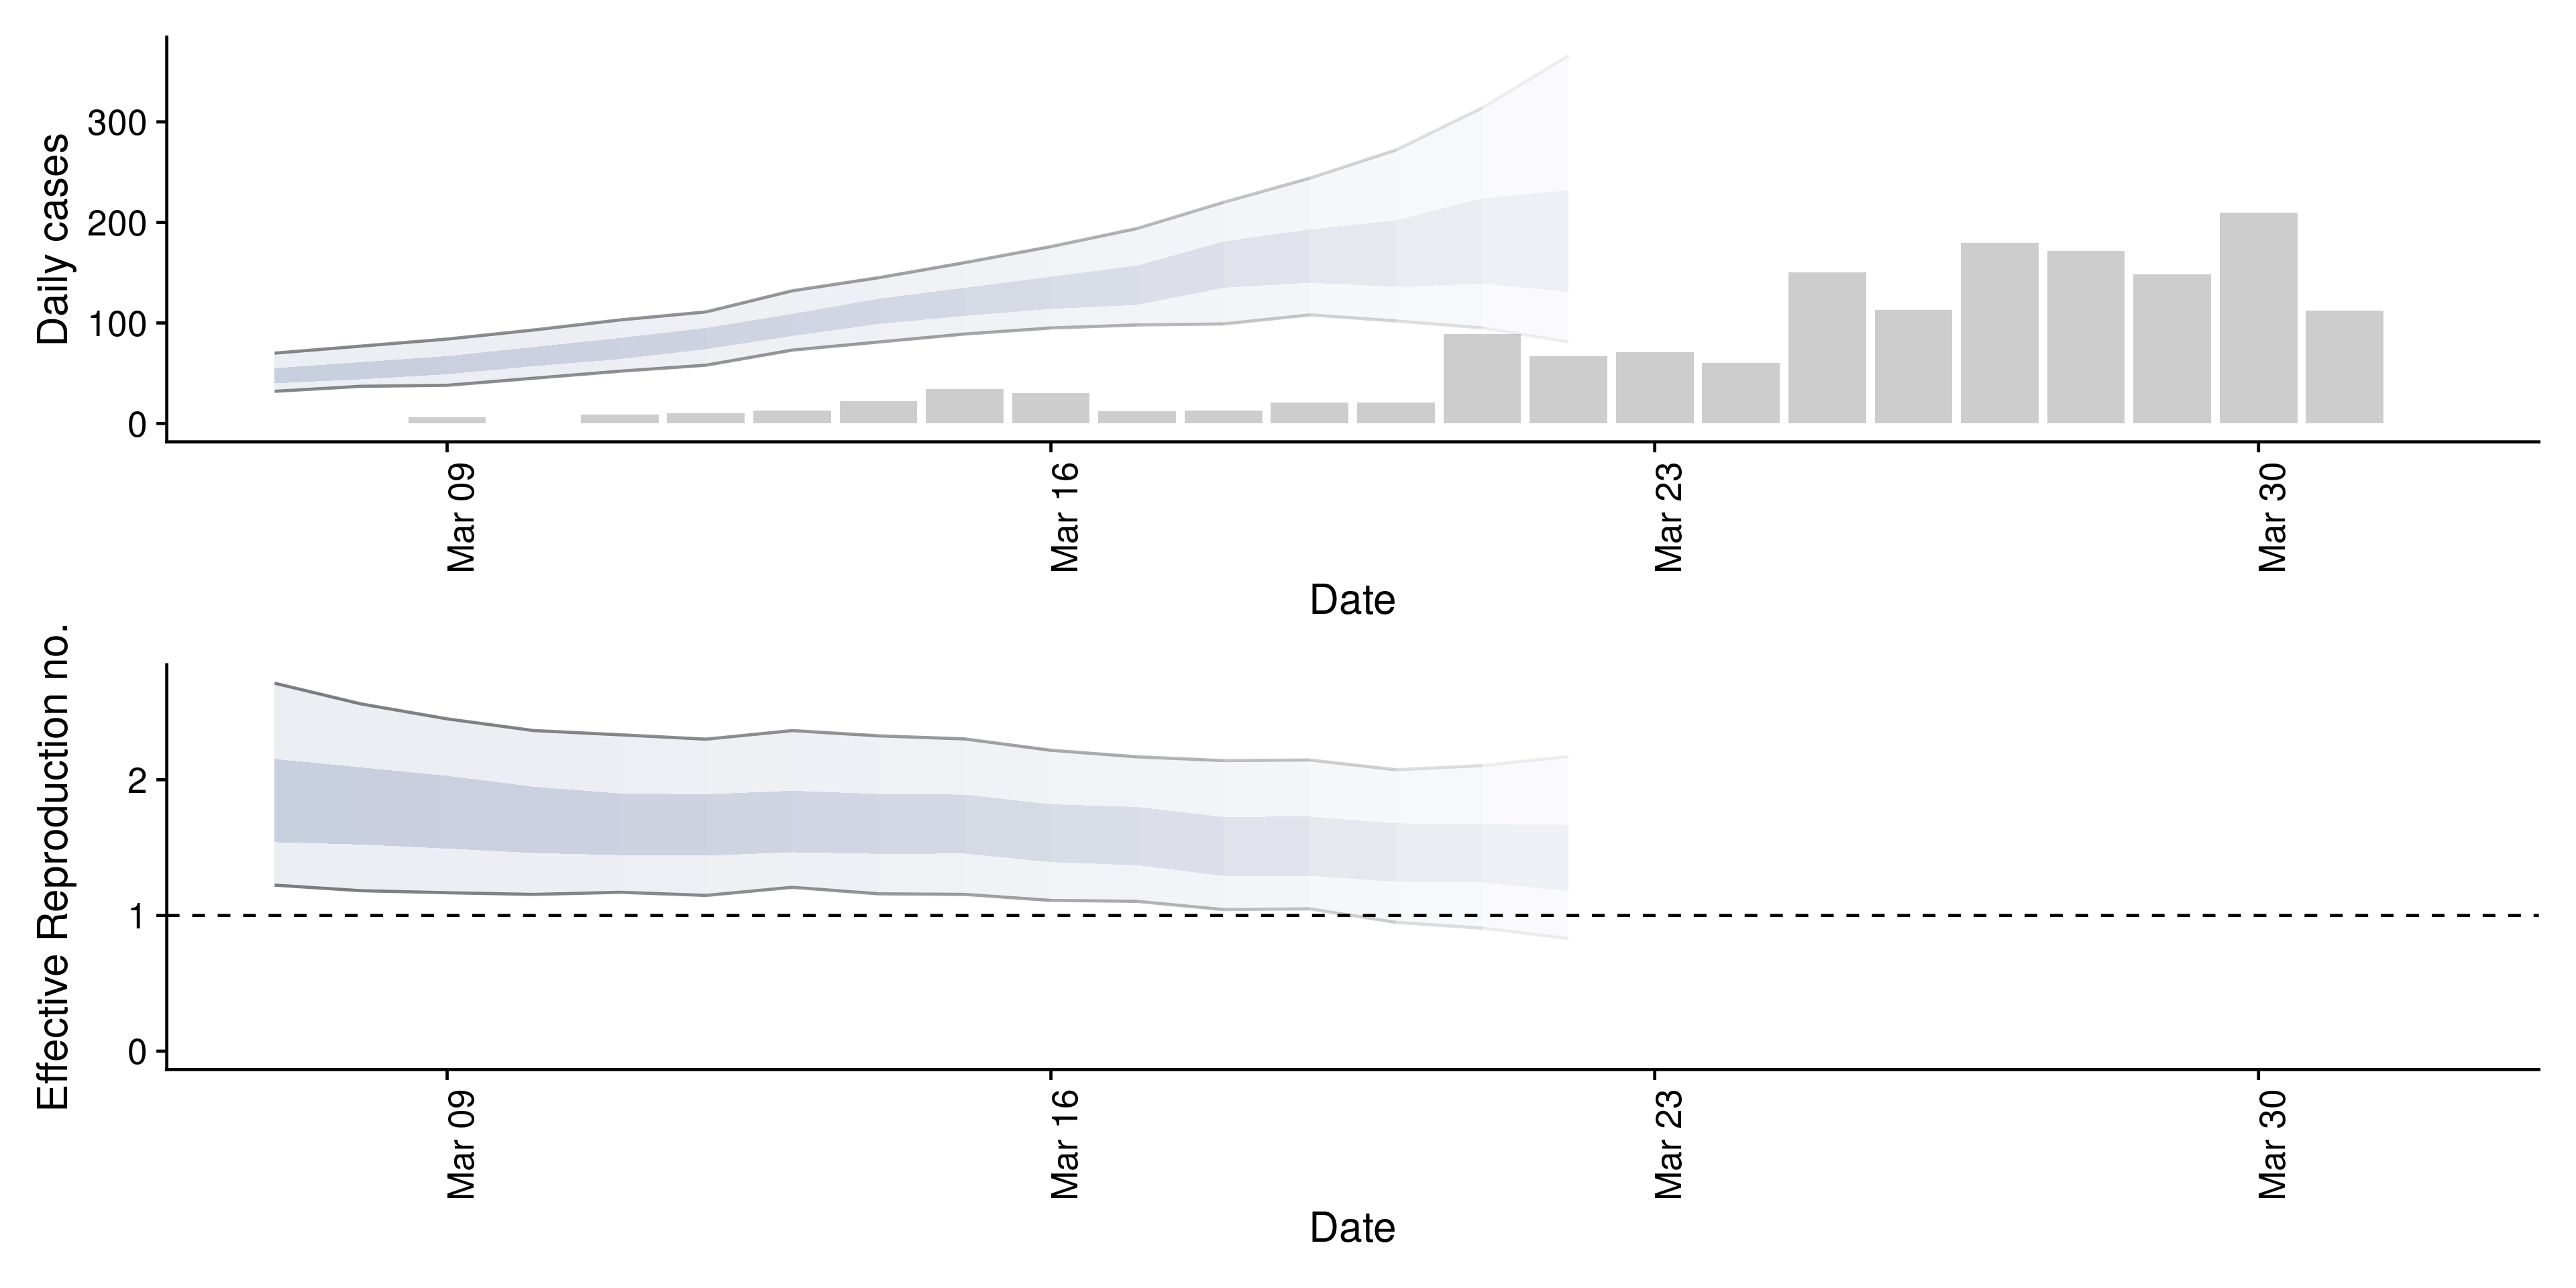 Daily cases
300
200
100
0
Mar 09
Mar 16
Mar 23
Mar 30
Date
Effective Reproduction no.
2
1
0
Mar 09
Mar 16
Mar 23
Mar 30
Date